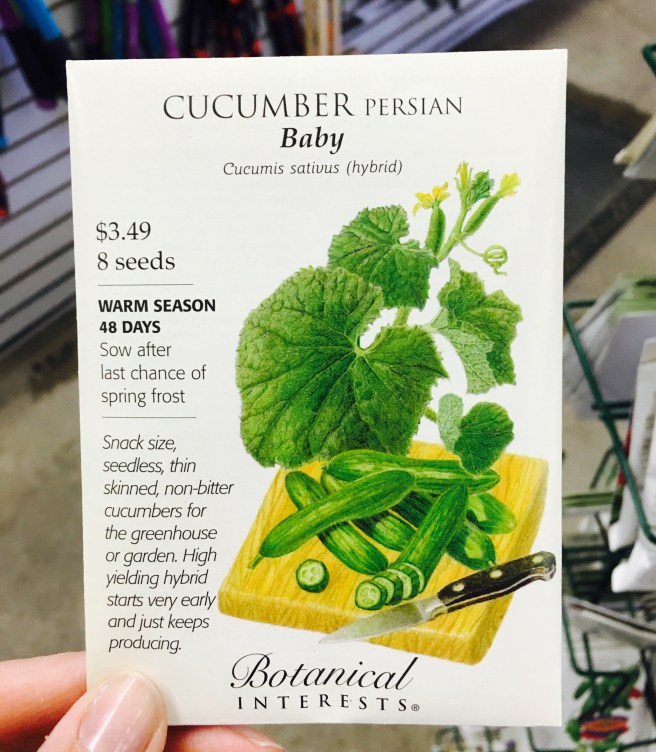 CUCUMBER PERSIAN
Baby
Cucumis sativus (hybrid)
$3.49
8 seeds
WARM SEASON
48 DAYS
Sow after
last chance of
spring frost
Snack size,
seedless, thin
skinned, non-bitter
cucumbers for
the greenhouse
or garden. High
yielding hybrid
starts very early
and just keeps
producing.
Botanical
INTERESTS®